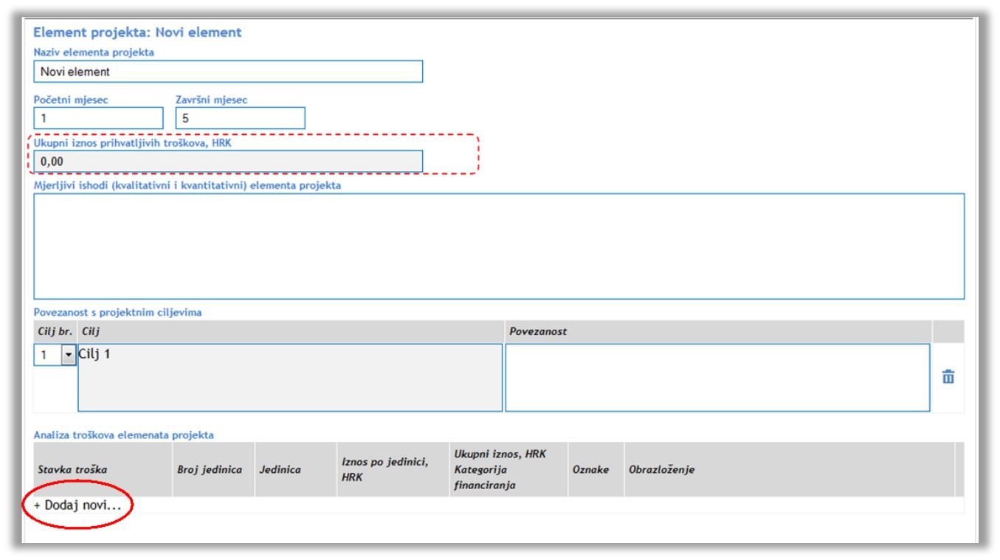 Element projekta: Novi element
Naziv elementa projekta
Novi element
Početni mjesec Završni mjesec
1 5
Ukupni iznos prihvatljivih troškova, HRK
0,00
Mjerljivi ishodi (kvalitativni i kvantitativni) elementa projekta
Povezanost s projektnim ciljevima
Cilj br. Cilj Povezanost
1 Cilj 1
Analiza troškova elemenata projekta
Stavka troška Broj jedinica Jedinica Iznos po jedinici, HRK Ukupni iznos, HRK Kategorija financiranja Oznake Obrazloženje
+ Dodaj novi...